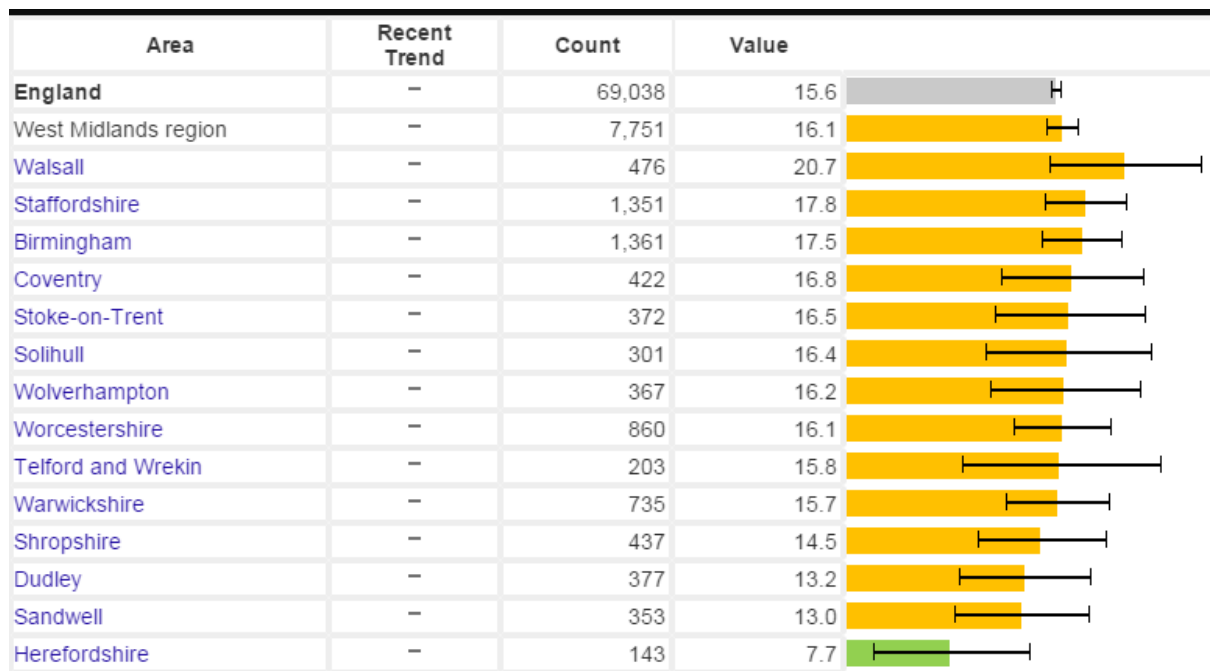 Area Recent Trend Count Value
England - 69,038 15.6
West Midlands region - 7,751 16.1
Walsall - 476 20.7
Staffordshire - 1,351 17.8
Birmingham - 1,361 17.5
Coventry - 422 16.8
Stoke-on-Trent - 372 16.5
Solihull - 301 16.4
Wolverhampton - 367 16.2
Worcestershire - 860 16.1
Telford and Wrekin - 203 15.8
Warwickshire - 735 15.7
Shropshire - 437 14.5
Dudley - 377 13.2
Sandwell - 353 13.0
Herefordshire - 143 7.7